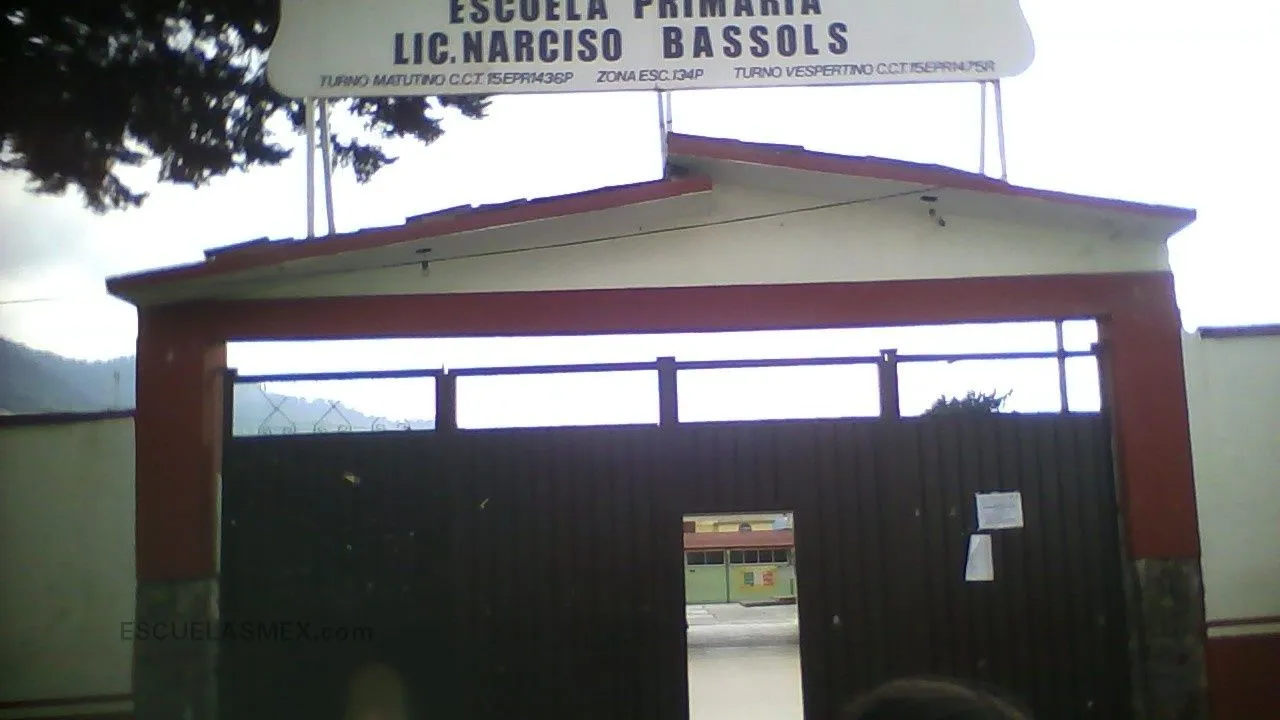 ESCUELA PRIMARIA
LIC. NARCISO BASSOLS
TURNO MATUTINO C.C.T. 15EPR1436P ZONA ESC. 134P TURNO VESPERTINO C.C.T. 15EPR1475R
ESCUELASMEX.com